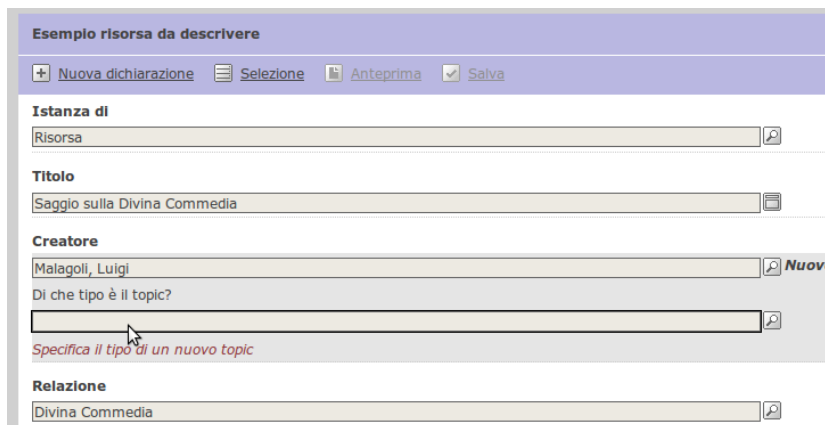 Esempio risorsa da descrivere
Nuova dichiarazione Selezione Anteprima Salva
Istanza di
Risorsa
Titolo
Saggio sulla Divina Commedia
Creatore
Malagoli, Luigi
Di che tipo è il topic?
Specifica il tipo di un nuovo topic
Relazione
Divina Commedia